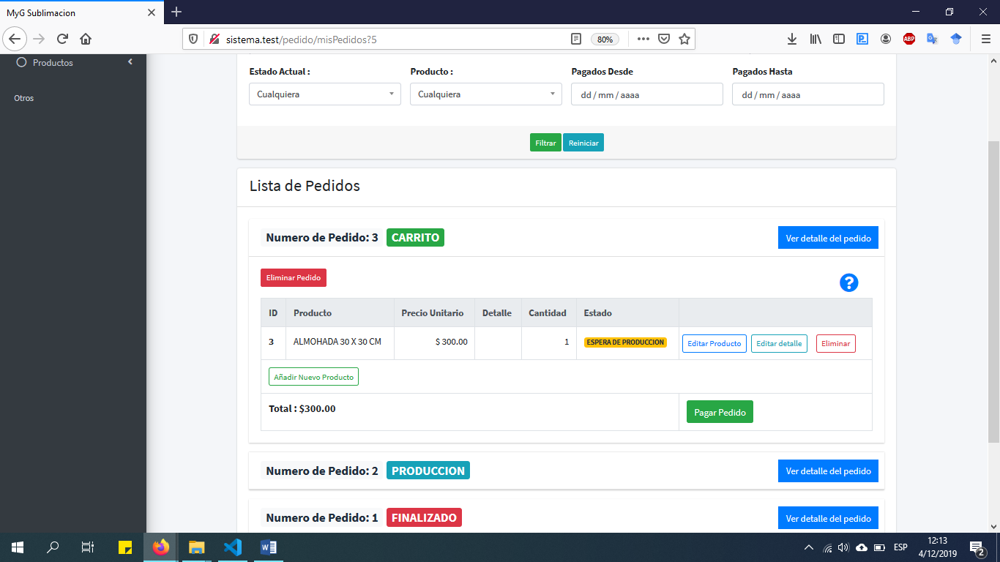 MyG Sublimacion
sistema.test/pedido/misPedidos?5
80%
ABP
Productos
Otros
Estado Actual :
Producto :
Pagados Desde
Pagados Hasta
Cualquiera
Cualquiera
dd / mm / aaaa
dd / mm / aaaa
Filtrar
Reiniciar
Lista de Pedidos
Numero de Pedido: 3 CARRITO
Ver detalle del pedido
Eliminar Pedido
?
ID Producto Precio Unitario Detalle Cantidad Estado
3 ALMOHADA 30 X 30 CM $ 300.00 1 ESPERA DE PRODUCCION Editar Producto Editar detalle Eliminar
Añadir Nuevo Producto
Total : $300.00
Pagar Pedido
Numero de Pedido: 2 PRODUCCION
Ver detalle del pedido
Numero de Pedido: 1 FINALIZADO
Ver detalle del pedido
ESP
12:13
4/12/2019
2